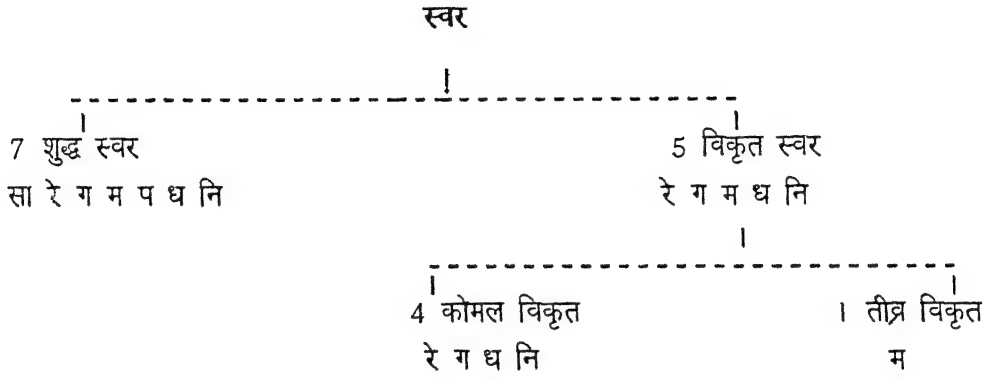 स्वर
7 शुद्ध स्वर 5 विकृत स्वर
सा रे ग म प ध नि रे ग म ध नि
4 कोमल विकृत 1 तीव्र विकृत
रे ग ध नि म